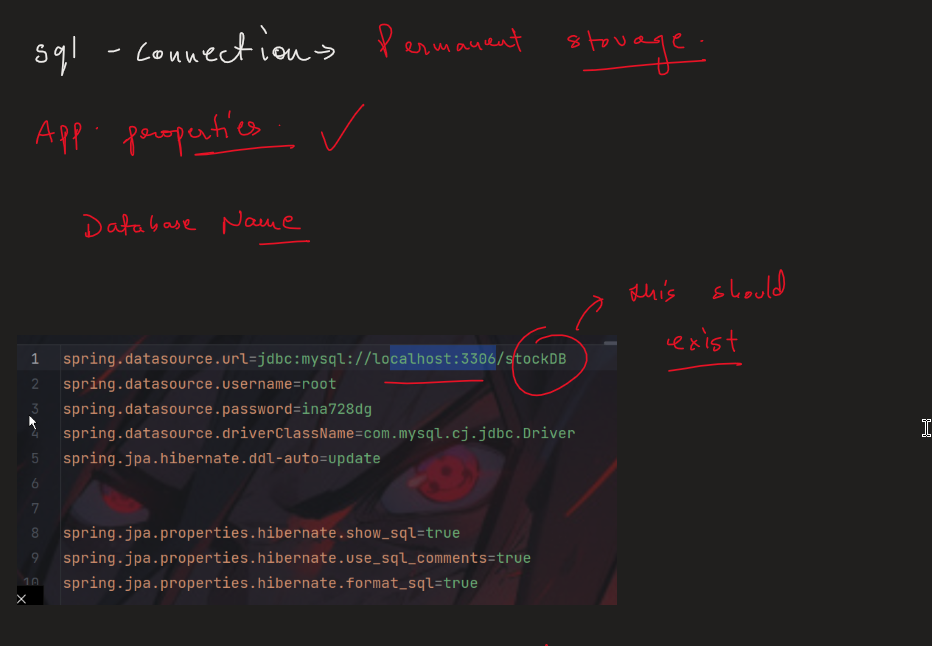 sql - connection → Permanent storage.
App. properties. ✓
Database Name
this should
exist
1 spring.datasource.url=jdbc:mysql://localhost:3306/stockDB
2 spring.datasource.username=root
3 spring.datasource.password=ina728dg
4 spring.datasource.driverClassName=com.mysql.cj.jdbc.Driver
5 spring.jpa.hibernate.ddl-auto=update
6
7
8 spring.jpa.properties.hibernate.show_sql=true
9 spring.jpa.properties.hibernate.use_sql_comments=true
10 spring.jpa.properties.hibernate.format_sql=true